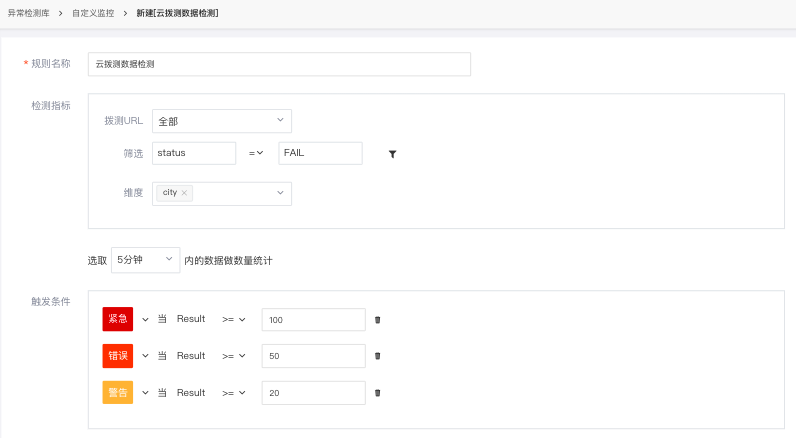 异常检测库 > 自定义监控 > 新建[云拨测数据检测]
* 规则名称 云拨测数据检测
检测指标
拨测URL 全部
筛选 status = FAIL
维度 city ×
选取 5分钟 内的数据做数量统计
触发条件
紧急 当 Result >= 100
错误 当 Result >= 50
警告 当 Result >= 20